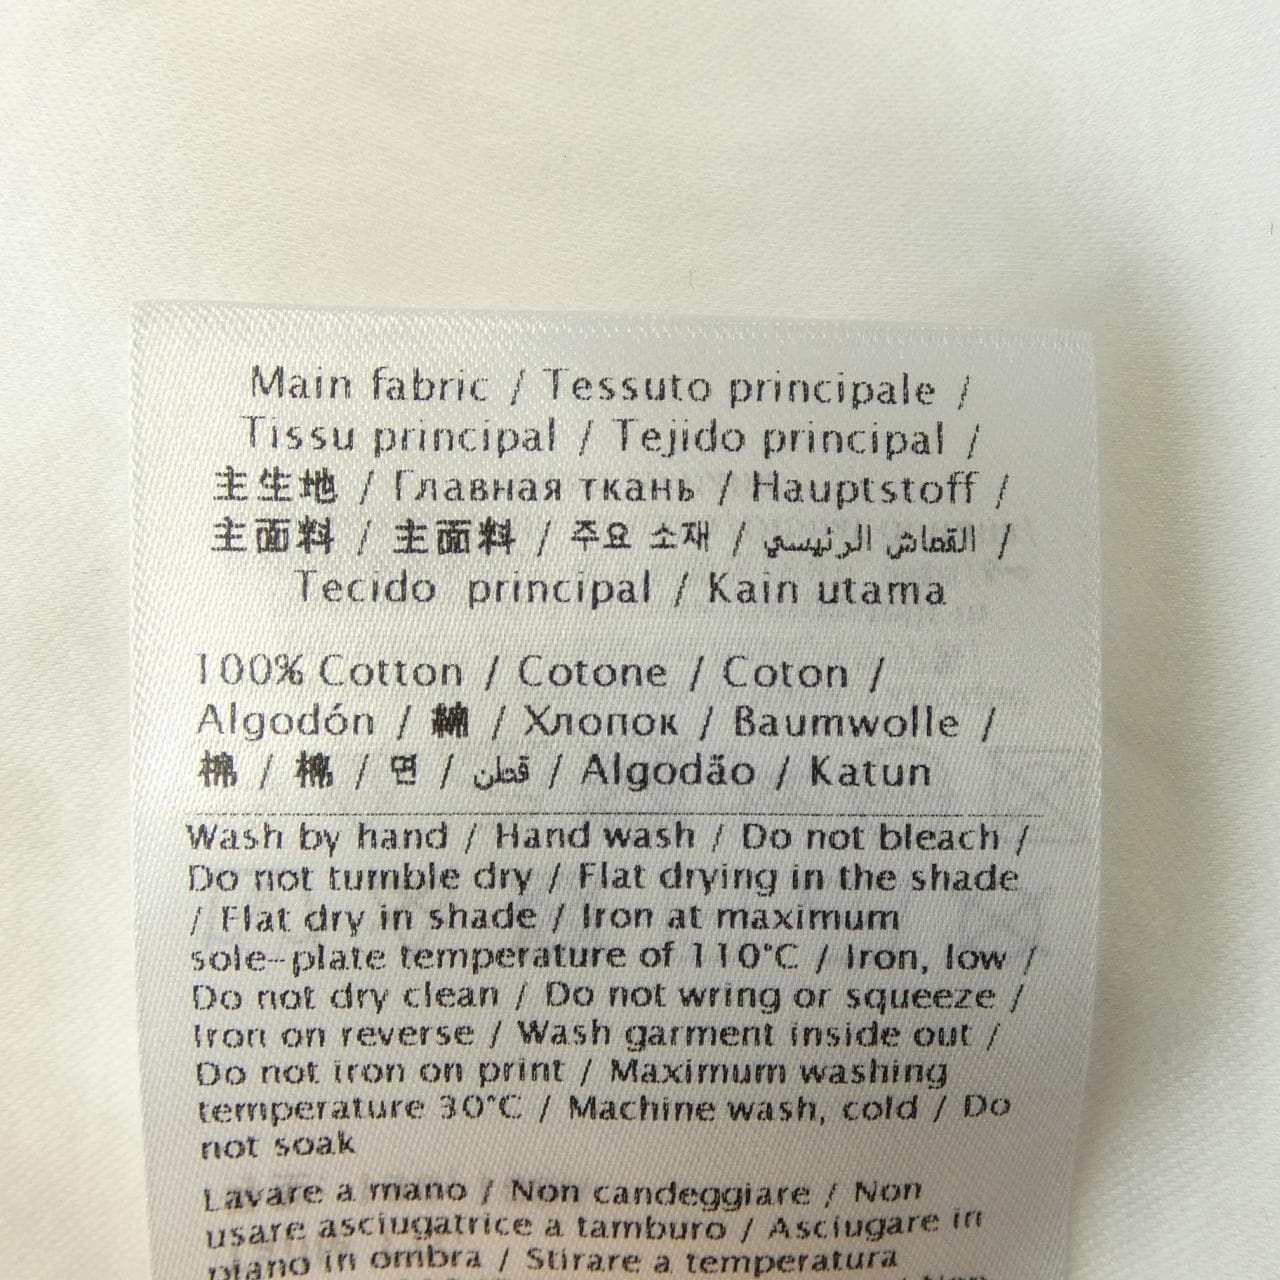 Main fabric / Tessuto principale /
Tissu principal / Tejido principal /
主生地 / Главная ткань / Hauptstoff /
主面料 / 主面料 / 주요 소재 / القماش الرئيسي /
Tecido principal / Kain utama
100% Cotton / Cotone / Coton /
Algodón / 綿 / Хлопок / Baumwolle /
棉 / 棉 / 면 / قطن / Algodão / Katun
Wash by hand / Hand wash / Do not bleach /
Do not tumble dry / Flat drying in the shade
/ Flat dry in shade / Iron at maximum
sole-plate temperature of 110°C / Iron, low /
Do not dry clean / Do not wring or squeeze /
Iron on reverse / Wash garment inside out /
Do not iron on print / Maximum washing
temperature 30°C / Machine wash, cold / Do
not soak
Lavare a mano / Non candeggiare / Non
usare asciugatrice a tamburo / Asciugare in
piano in ombra / Stirare a temperatura